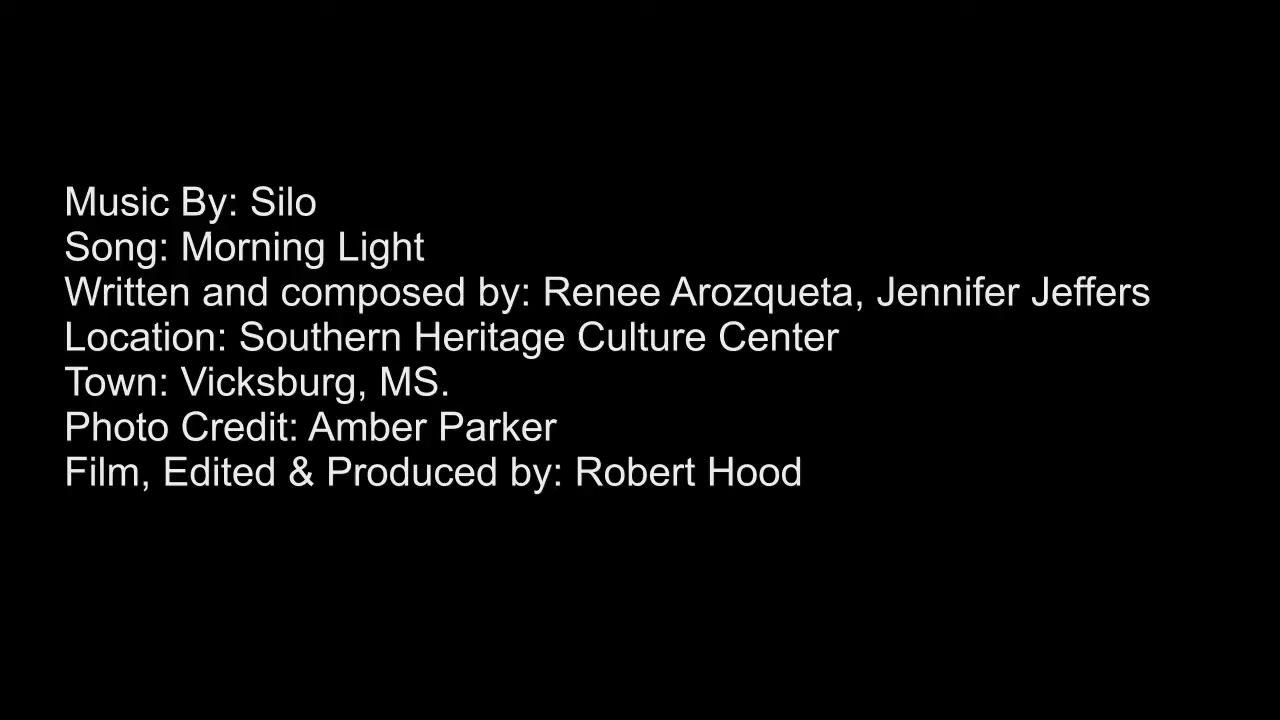 Music By: Silo
Song: Morning Light
Written and composed by: Renee Arozqueta, Jennifer Jeffers
Location: Southern Heritage Culture Center
Town: Vicksburg, MS.
Photo Credit: Amber Parker
Film, Edited & Produced by: Robert Hood